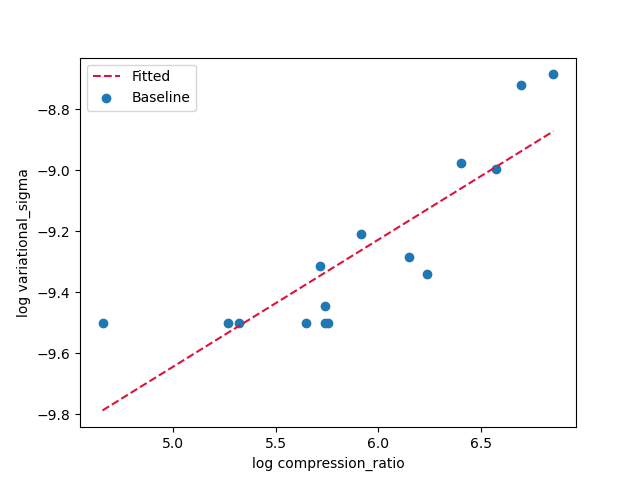 Fitted
Baseline
−8.8
−9.0
−9.2
−9.4
−9.6
−9.8
log variational_sigma
5.0 5.5 6.0 6.5
log compression_ratio